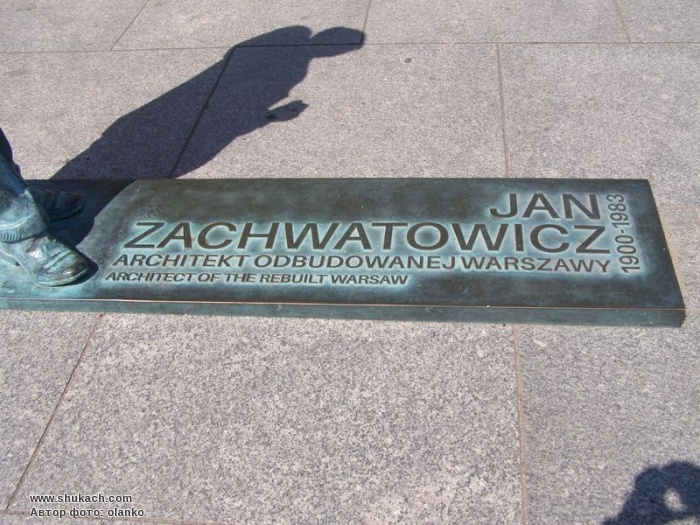 JAN
ZACHWATOWICZ
1900-1983
ARCHITEKT ODBUDOWANEJ WARSZAWY
ARCHITECT OF THE REBUILT WARSAW
www.shukach.com
Автор фото: olanko